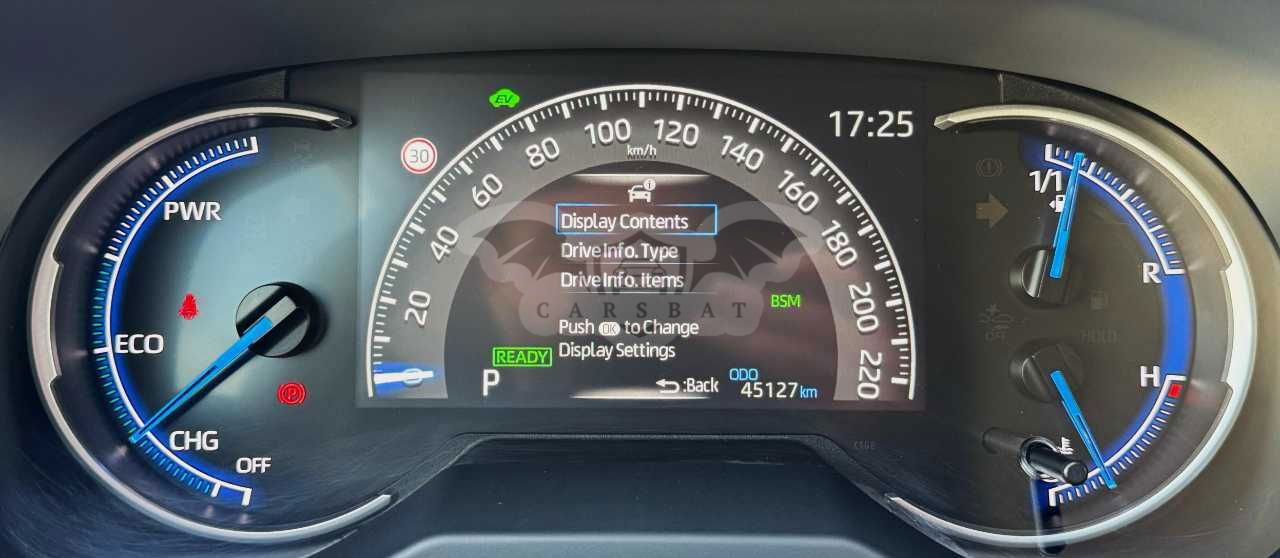 PWR
ECO
CHG
OFF
EV
30
20
40
60
80
100
120
140
160
180
200
220
km/h
17:25
Display Contents
Drive Info. Type
Drive Info. items
CARSBAT
Push OK to Change
Display Settings
BSM
READY
P
:Back
ODO
45127 km
1/1
R
HOLD
H